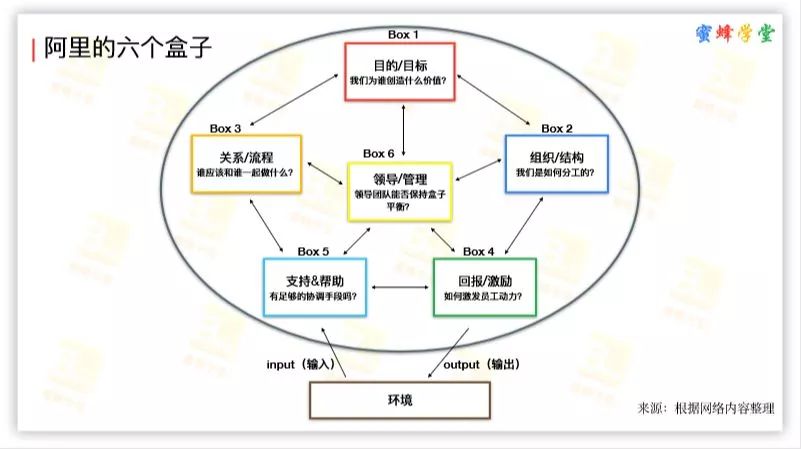 阿里的六个盒子
蜜蜂学堂
Box 1
目的/目标
我们为谁创造什么价值?
Box 3
关系/流程
谁应该和谁一起做什么?
Box 2
组织/结构
我们是如何分工的?
Box 6
领导/管理
领导团队能否保持盒子
平衡?
Box 5
支持&帮助
有足够的协调手段吗?
Box 4
回报/激励
如何激发员工动力?
input（输入）
output（输出）
环境
来源：根据网络内容整理